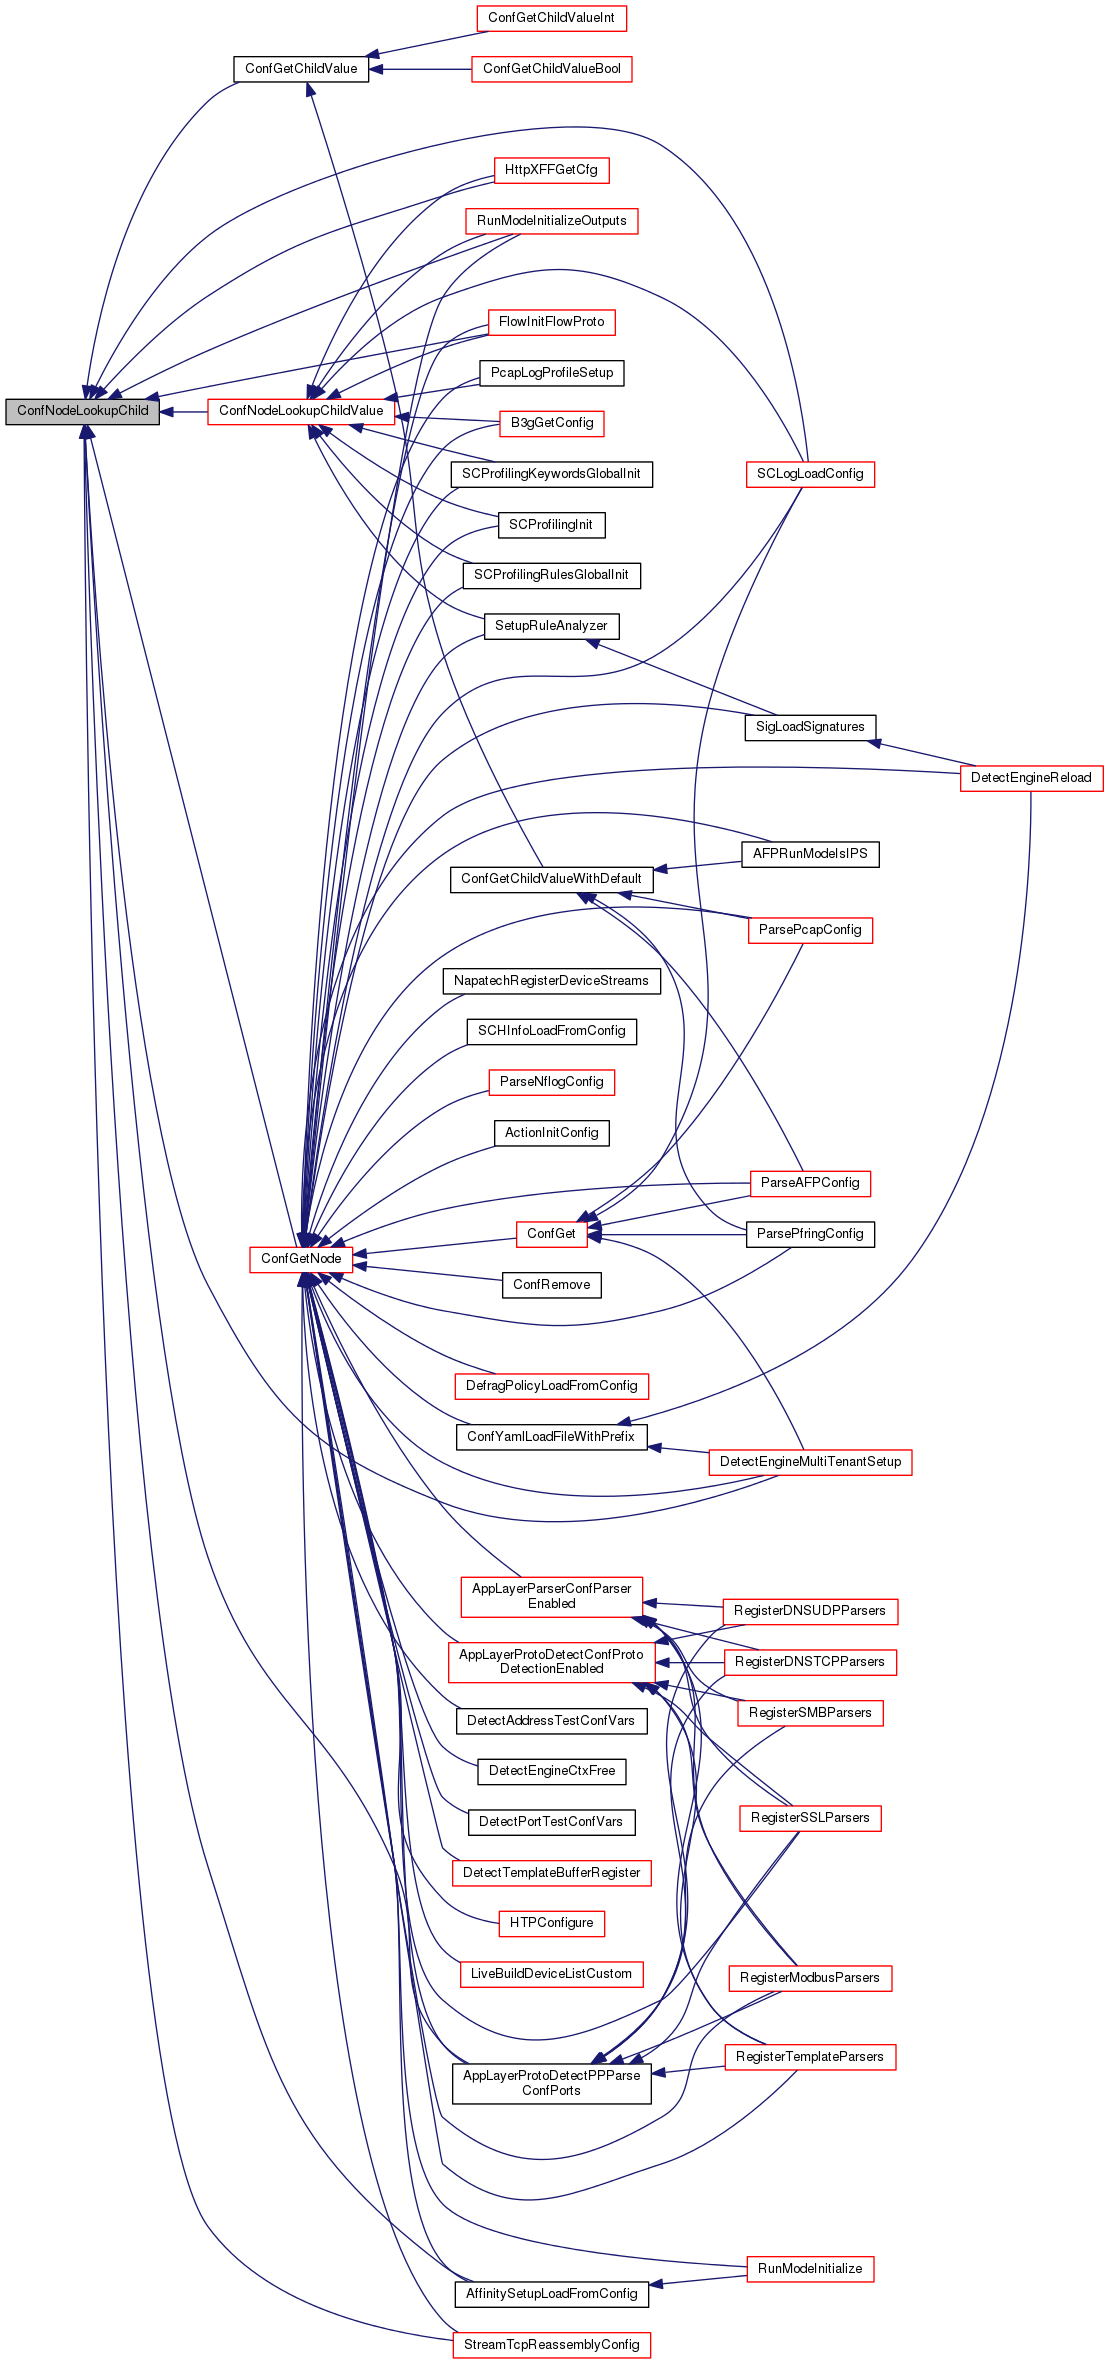 ConfGetChildValueInt
ConfGetChildValue
ConfGetChildValueBool
HttpXFFGetCfg
RunModeInitializeOutputs
FlowInitFlowProto
PcapLogProfileSetup
ConfNodeLookupChild
ConfNodeLookupChildValue
B3gGetConfig
SCProfilingKeywordsGlobalInit
SCLogLoadConfig
SCProfilingInit
SCProfilingRulesGlobalInit
SetupRuleAnalyzer
SigLoadSignatures
DetectEngineReload
AFPRunModeIsIPS
ConfGetChildValueWithDefault
ParsePcapConfig
NapatechRegisterDeviceStreams
SCHInfoLoadFromConfig
ParseNflogConfig
ActionInitConfig
ParseAFPConfig
ConfGet
ParsePfringConfig
ConfGetNode
ConfRemove
DefragPolicyLoadFromConfig
ConfYamlLoadFileWithPrefix
DetectEngineMultiTenantSetup
AppLayerParserConfParser
Enabled
RegisterDNSUDPParsers
AppLayerProtoDetectConfProto
DetectionEnabled
RegisterDNSTCPParsers
RegisterSMBParsers
DetectAddressTestConfVars
DetectEngineCtxFree
DetectPortTestConfVars
RegisterSSLParsers
DetectTemplateBufferRegister
HTPConfigure
LiveBuildDeviceListCustom
RegisterModbusParsers
RegisterTemplateParsers
AppLayerProtoDetectPPParse
ConfPorts
RunModeInitialize
AffinitySetupLoadFromConfig
StreamTcpReassemblyConfig